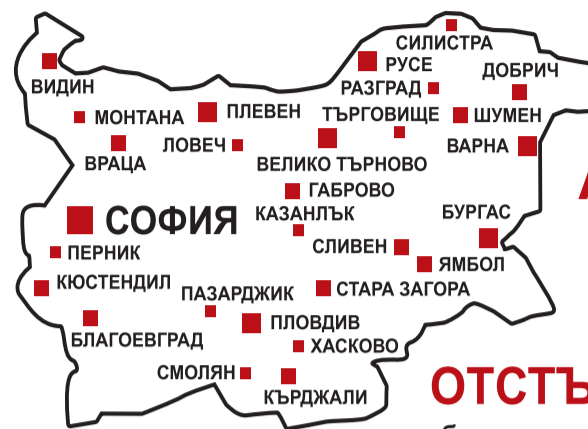 СИЛИСТРА
РУСЕ
ДОБРИЧ
ВИДИН
РАЗГРАД
МОНТАНА
ПЛЕВЕН
ТЪРГОВИЩЕ
ШУМЕН
ВРАЦА
ЛОВЕЧ
ВЕЛИКО ТЪРНОВО
ВАРНА
ГАБРОВО
КАЗАНЛЪК
БУРГАС
СОФИЯ
СЛИВЕН
ПЕРНИК
ЯМБОЛ
КЮСТЕНДИЛ
ПАЗАРДЖИК
СТАРА ЗАГОРА
БЛАГОЕВГРАД
ПЛОВДИВ
ХАСКОВО
СМОЛЯН
КЪРДЖАЛИ
ОТСТЪ